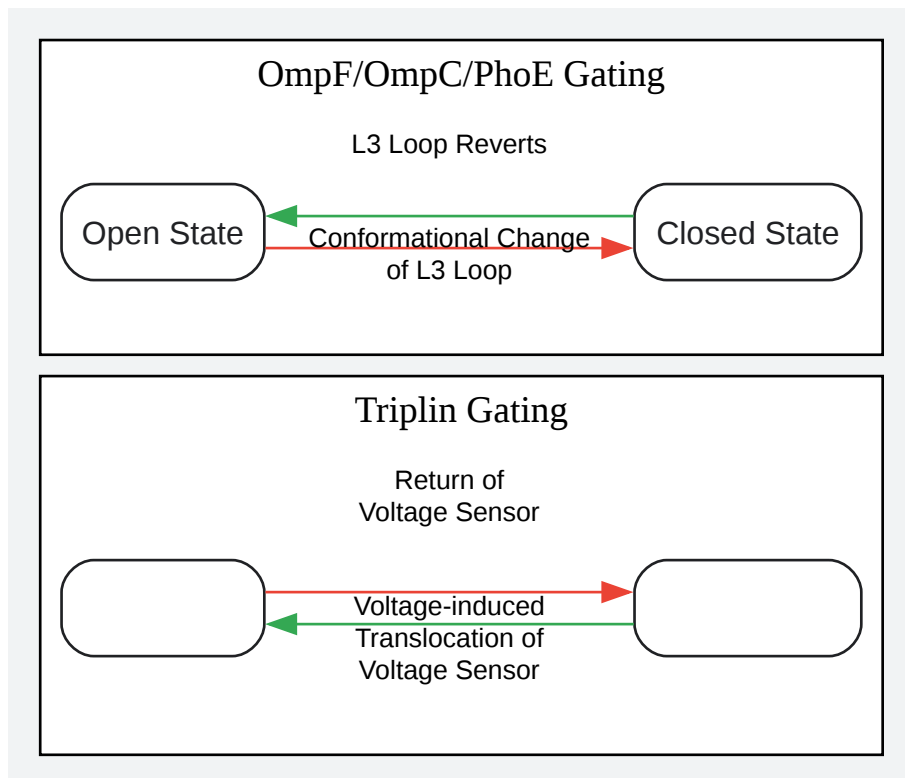 OmpF/OmpC/PhoE Gating
L3 Loop Reverts
Open State
Conformational Change
of L3 Loop
Closed State
Triplin Gating
Return of
Voltage Sensor
Voltage-induced
Translocation of
Voltage Sensor